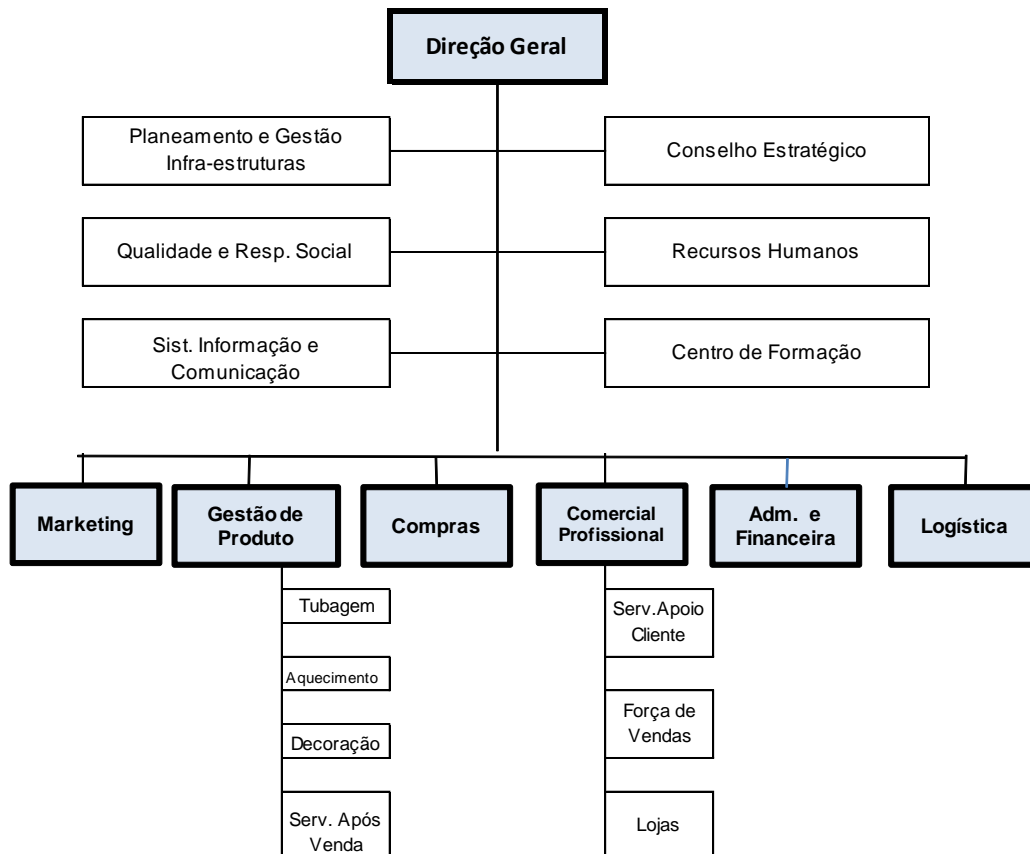 Direção Geral
Planeamento e Gestão
Infra-estruturas
Conselho Estratégico
Qualidade e Resp. Social
Recursos Humanos
Sist. Informação e
Comunicação
Centro de Formação
Marketing
Gestão de
Produto
Compras
Comercial
Profissional
Adm. e
Financeira
Logística
Tubagem
Aquecimento
Decoração
Serv. Após
Venda
Serv.Apoio
Cliente
Força de
Vendas
Lojas